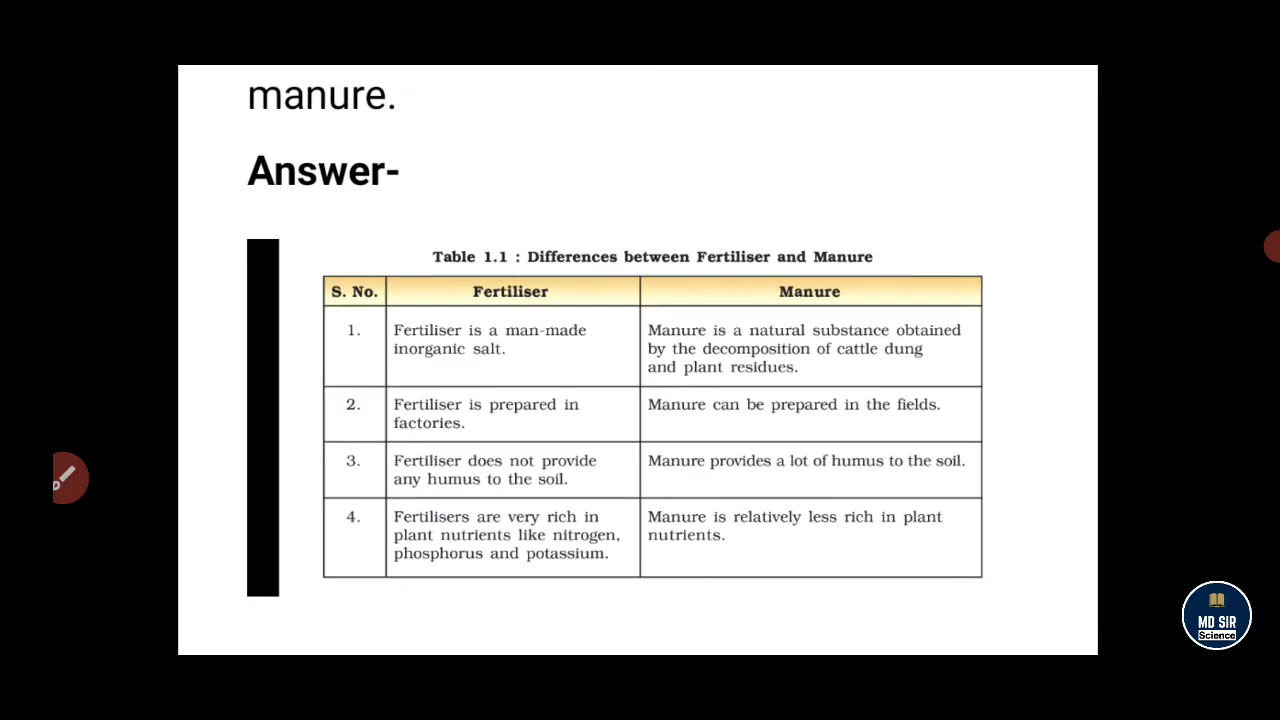 manure.
Answer-
Table 1.1 : Differences between Fertiliser and Manure
S. No. Fertiliser Manure
1. Fertiliser is a man-made Manure is a natural substance obtained
inorganic salt. by the decomposition of cattle dung
and plant residues.
2. Fertiliser is prepared in Manure can be prepared in the fields.
factories.
3. Fertiliser does not provide Manure provides a lot of humus to the soil.
any humus to the soil.
4. Fertilisers are very rich in Manure is relatively less rich in plant
plant nutrients like nitrogen, nutrients.
phosphorus and potassium.
MD SIR
Science